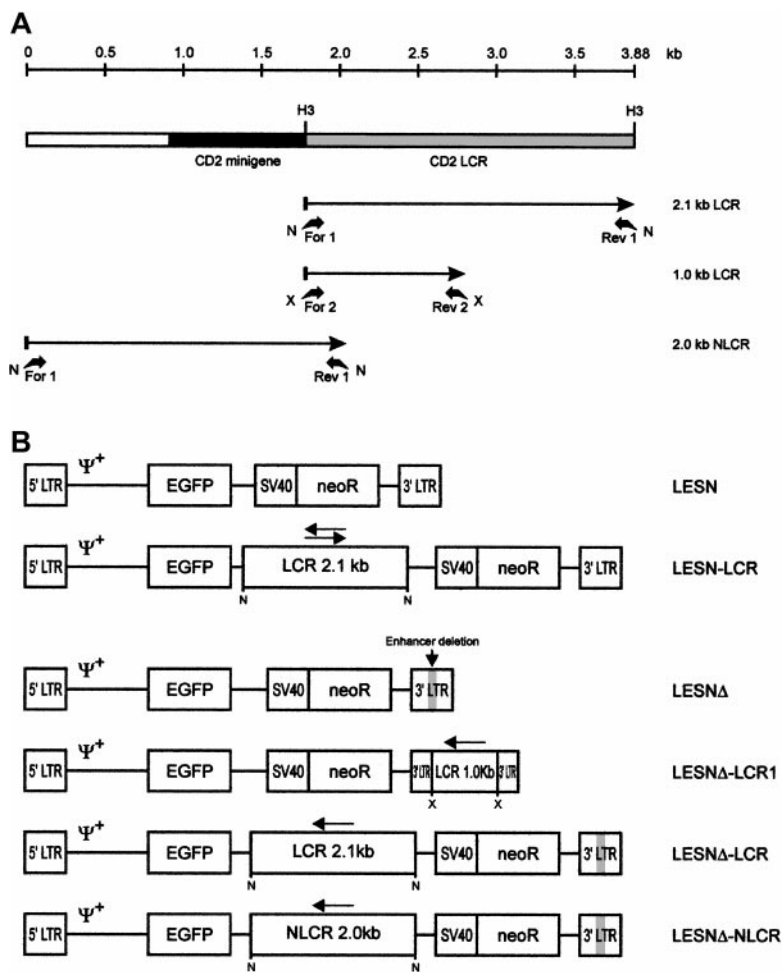 A
0 0.5 1.0 1.5 2.0 2.5 3.0 3.5 3.88 kb
H3 H3
CD2 minigene CD2 LCR
2.1 kb LCR
N For 1 Rev 1 N
1.0 kb LCR
X For 2 Rev 2 X
2.0 kb NLCR
N For 1 Rev 1 N
B
5' LTR Ψ+ EGFP SV40 neoR 3' LTR LESN
5' LTR Ψ+ EGFP LCR 2.1 kb SV40 neoR 3' LTR LESN-LCR
N N
Enhancer deletion
5' LTR Ψ+ EGFP SV40 neoR 3' LTR LESNΔ
5' LTR Ψ+ EGFP SV40 neoR 3' LTR LCR 1.0Kb 3' LTR LESNΔ-LCR1
X X
5' LTR Ψ+ EGFP LCR 2.1kb SV40 neoR 3' LTR LESNΔ-LCR
N N
5' LTR Ψ+ EGFP NLCR 2.0kb SV40 neoR 3' LTR LESNΔ-NLCR
N N